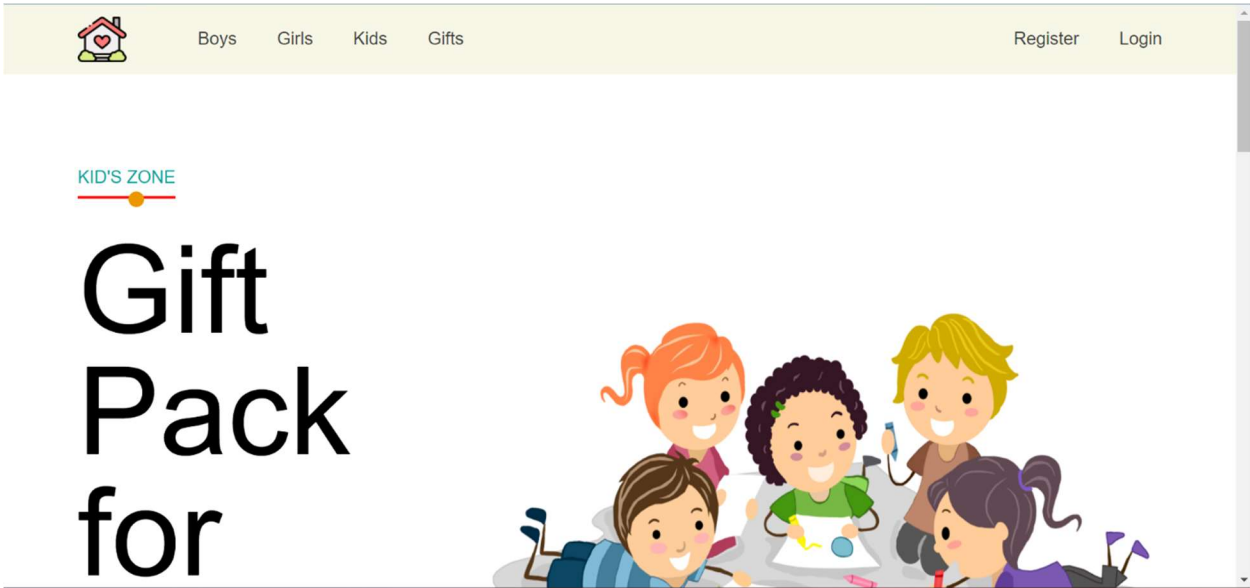 Boys Girls Kids Gifts Register Login
KID'S ZONE
Gift
Pack
for